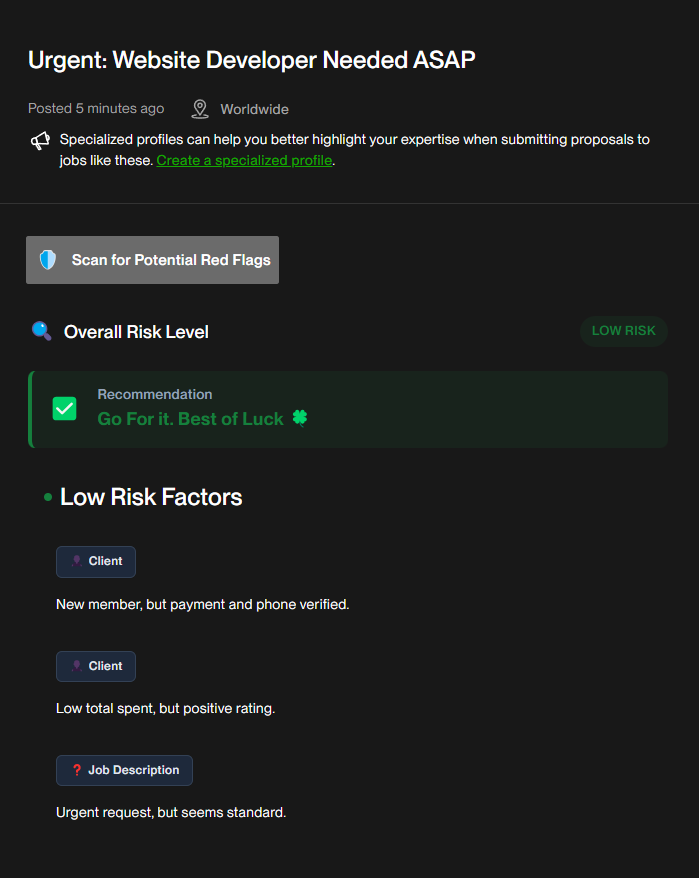 Urgent: Website Developer Needed ASAP
Posted 5 minutes ago Worldwide
Specialized profiles can help you better highlight your expertise when submitting proposals to
jobs like these. Create a specialized profile.
Scan for Potential Red Flags
Overall Risk Level LOW RISK
Recommendation
Go For it. Best of Luck 🍀
Low Risk Factors
Client
New member, but payment and phone verified.
Client
Low total spent, but positive rating.
❓ Job Description
Urgent request, but seems standard.